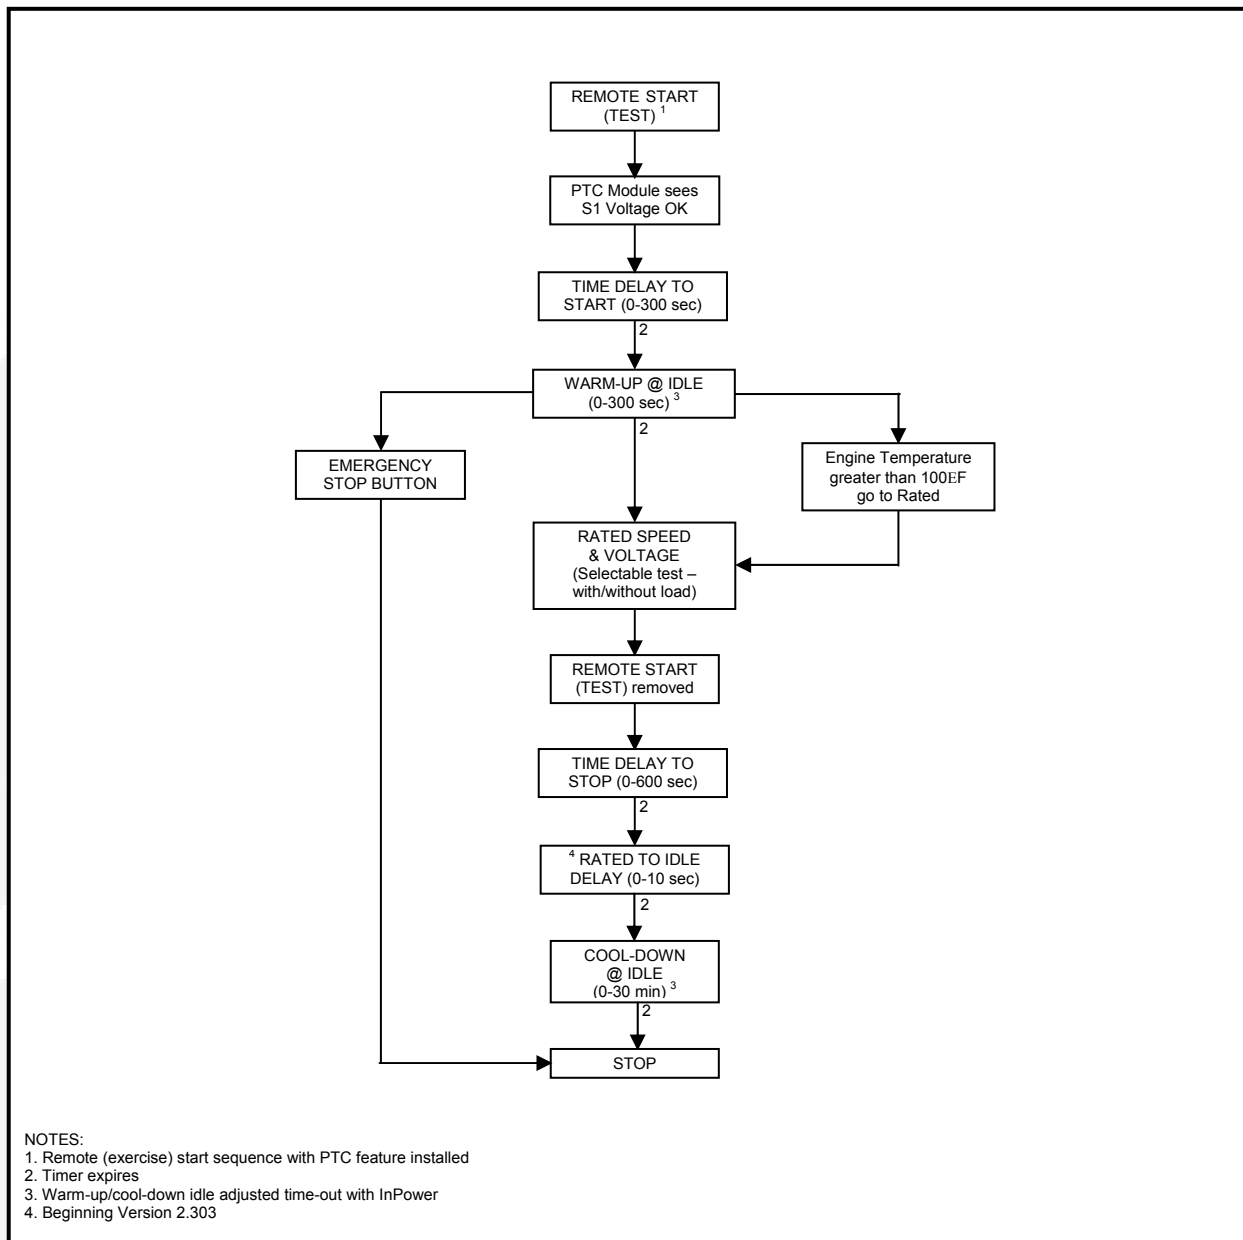 REMOTE START
(TEST) 1
PTC Module sees
S1 Voltage OK
TIME DELAY TO
START (0-300 sec)
2
WARM-UP @ IDLE
(0-300 sec) 3
2
EMERGENCY
STOP BUTTON
Engine Temperature
greater than 100EF
go to Rated
RATED SPEED
& VOLTAGE
(Selectable test –
with/without load)
REMOTE START
(TEST) removed
TIME DELAY TO
STOP (0-600 sec)
2
4 RATED TO IDLE
DELAY (0-10 sec)
2
COOL-DOWN
@ IDLE
(0-30 min) 3
2
STOP
NOTES:
1. Remote (exercise) start sequence with PTC feature installed
2. Timer expires
3. Warm-up/cool-down idle adjusted time-out with InPower
4. Beginning Version 2.303